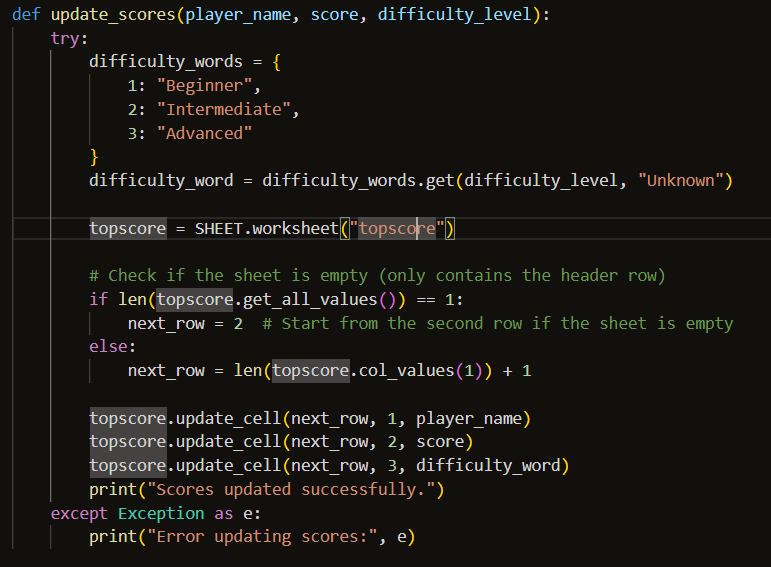 def update_scores(player_name, score, difficulty_level):
    try:
        difficulty_words = {
            1: "Beginner",
            2: "Intermediate",
            3: "Advanced"
        }
        difficulty_word = difficulty_words.get(difficulty_level, "Unknown")

        topscore = SHEET.worksheet("topscore")

        # Check if the sheet is empty (only contains the header row)
        if len(topscore.get_all_values()) == 1:
            next_row = 2  # Start from the second row if the sheet is empty
        else:
            next_row = len(topscore.col_values(1)) + 1

        topscore.update_cell(next_row, 1, player_name)
        topscore.update_cell(next_row, 2, score)
        topscore.update_cell(next_row, 3, difficulty_word)
        print("Scores updated successfully.")
    except Exception as e:
        print("Error updating scores:", e)